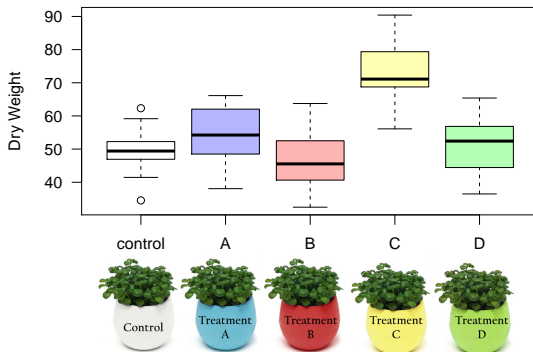 90
80
70
60
50
40
Dry Weight
control A B C D
Control
Treatment
A
Treatment
B
Treatment
C
Treatment
D